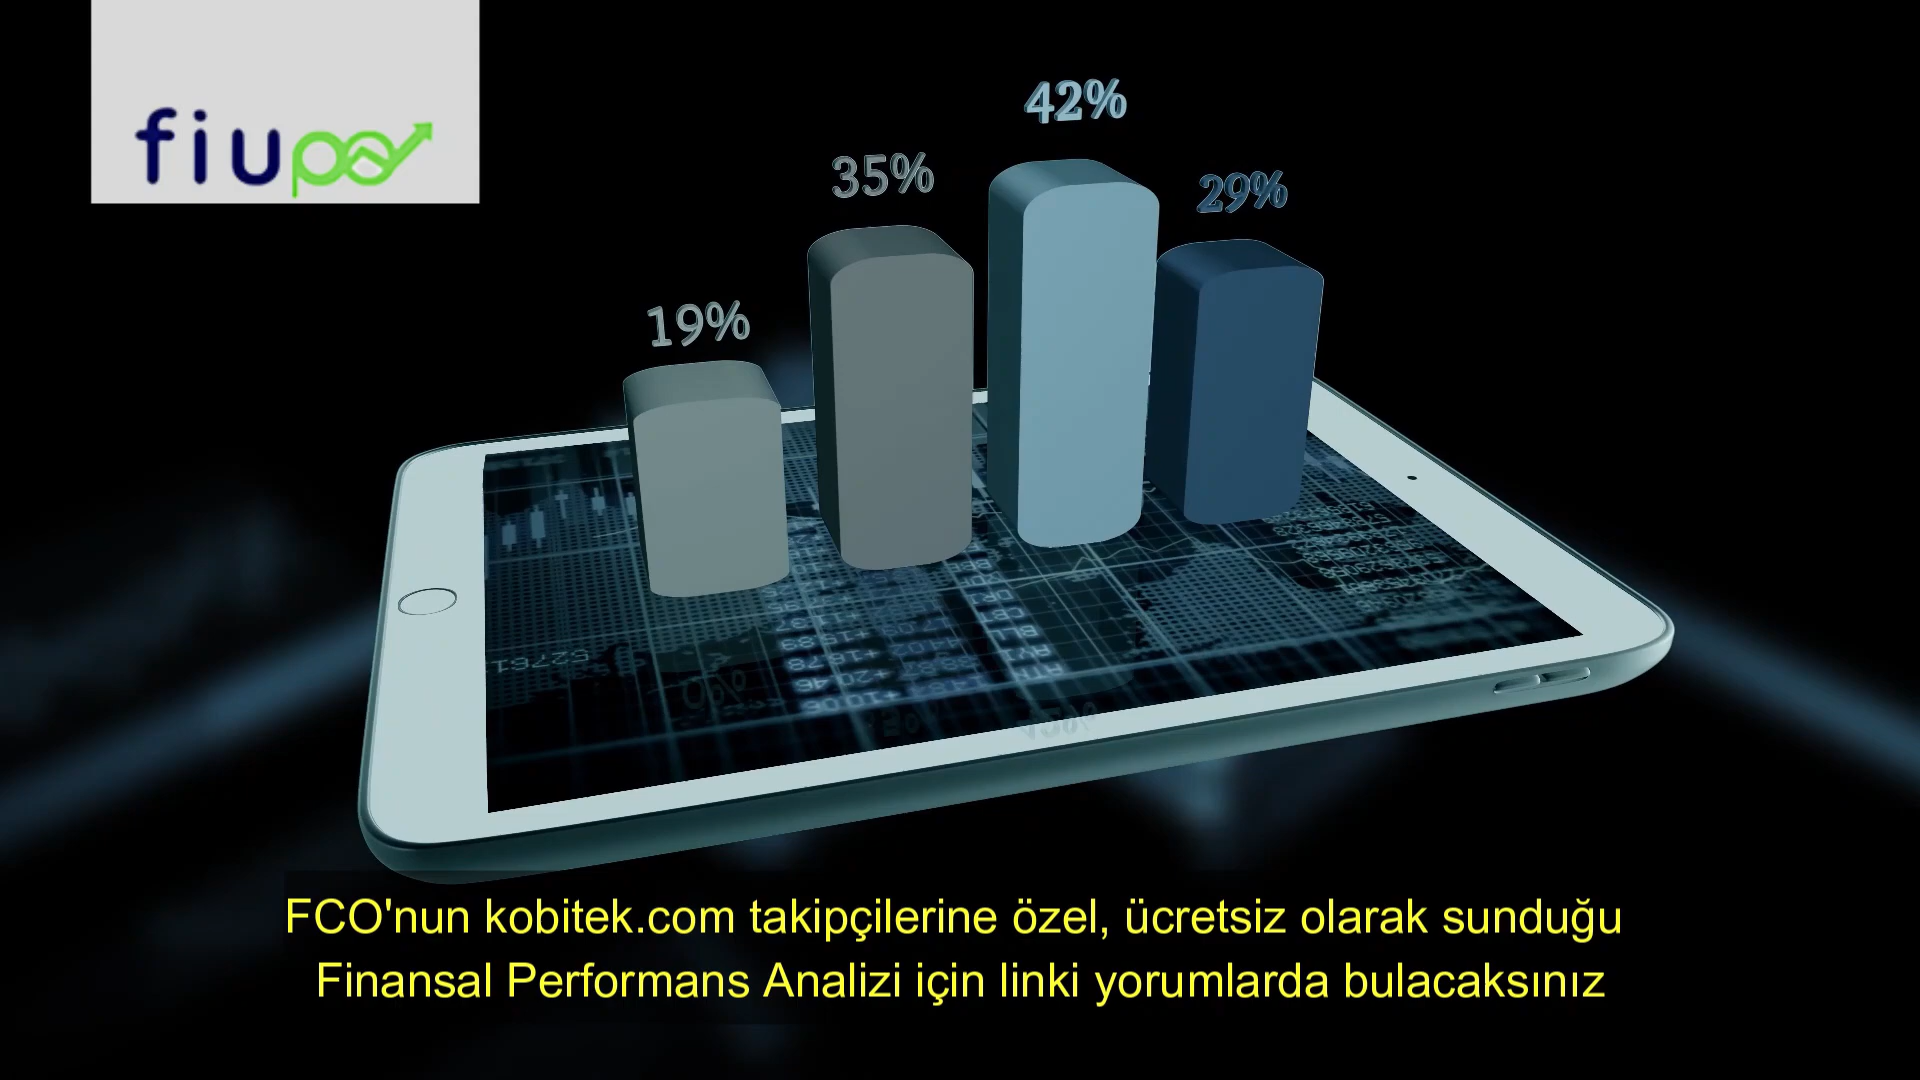 fiupo
42%
35%
29%
19%
52761
FCO'nun kobitek.com takipçilerine özel, ücretsiz olarak sunduğu
Finansal Performans Analizi için linki yorumlarda bulacaksınız